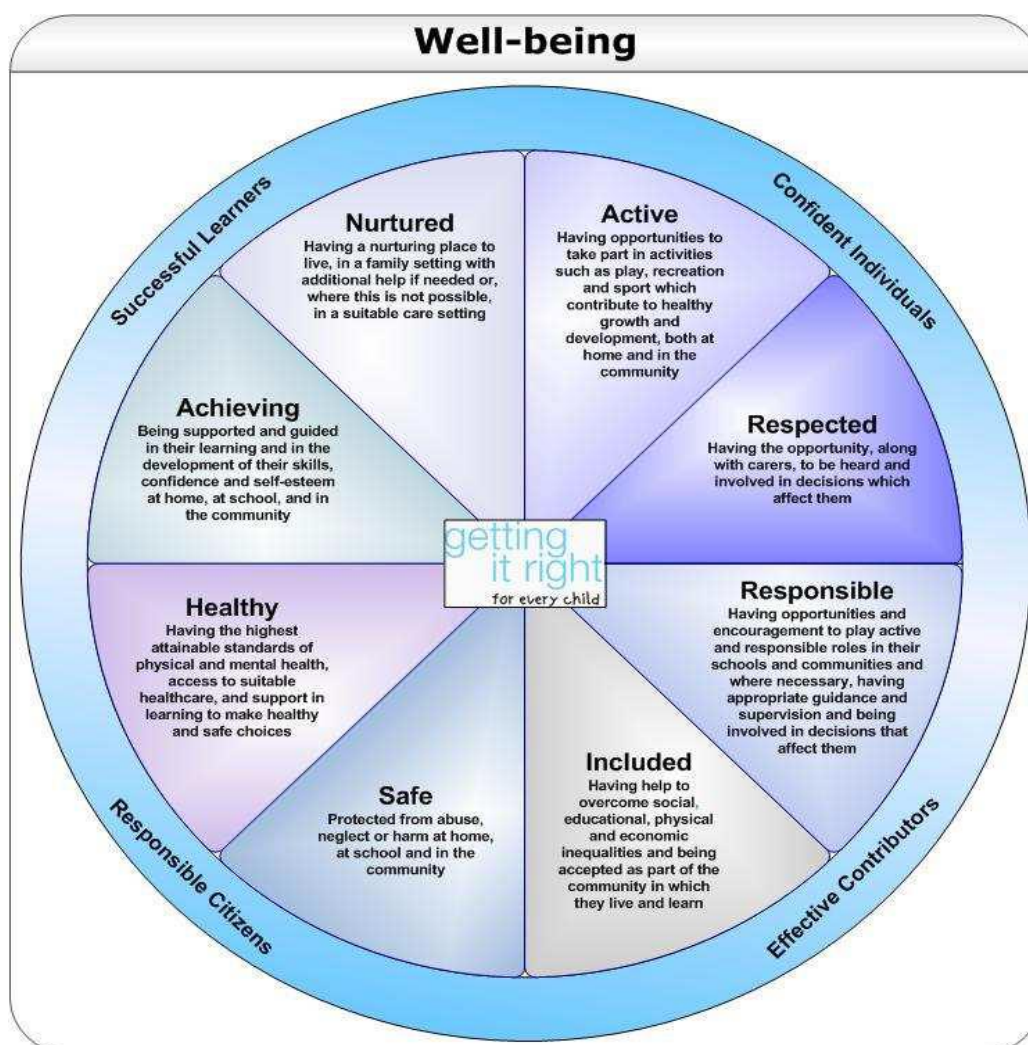 Well-being
Successful Learners
Confident Individuals
Nurtured
Having a nurturing place to
live, in a family setting with
additional help if needed or,
where this is not possible,
in a suitable care setting
Active
Having opportunities to
take part in activities
such as play, recreation
and sport which
contribute to healthy
growth and
development, both at
home and in the
community
Achieving
Being supported and guided
in their learning and in the
development of their skills,
confidence and self-esteem
at home, at school, and in
the community
Respected
Having the opportunity, along
with carers, to be heard and
involved in decisions which
affect them
getting
it right
for every child
Healthy
Having the highest
attainable standards of
physical and mental health,
access to suitable
healthcare, and support in
learning to make healthy
and safe choices
Responsible
Having opportunities and
encouragement to play active
and responsible roles in their
schools and communities and
where necessary, having
appropriate guidance and
supervision and being
involved in decisions that
affect them
Safe
Protected from abuse,
neglect or harm at home,
at school and in the
community
Included
Having help to
overcome social,
educational, physical
and economic
inequalities and being
accepted as part of the
community in which
they live and learn
Responsible Citizens
Effective Contributors